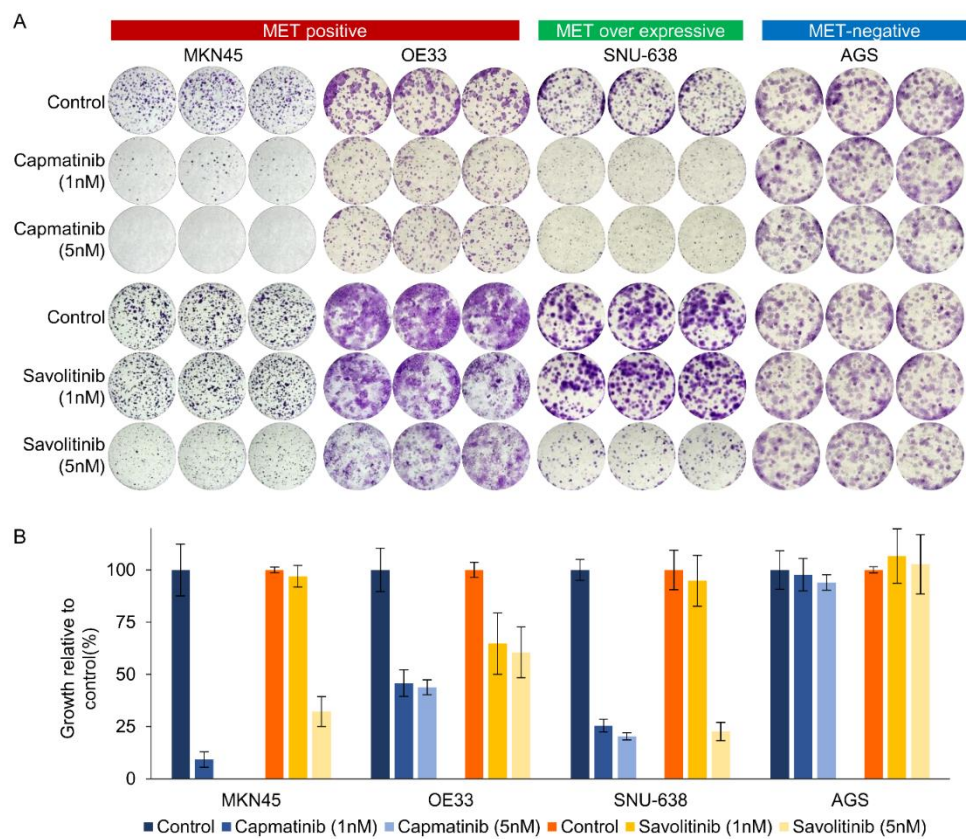 A
MET positive
MET over expressive
MET-negative
MKN45
OE33
SNU-638
AGS
Control
Capmatinib
(1nM)
Capmatinib
(5nM)
Control
Savolitinib
(1nM)
Savolitinib
(5nM)
B
Growth relative to
control(%)
100
75
50
25
0
MKN45
OE33
SNU-638
AGS
Control
Capmatinib (1nM)
Capmatinib (5nM)
Control
Savolitinib (1nM)
Savolitinib (5nM)